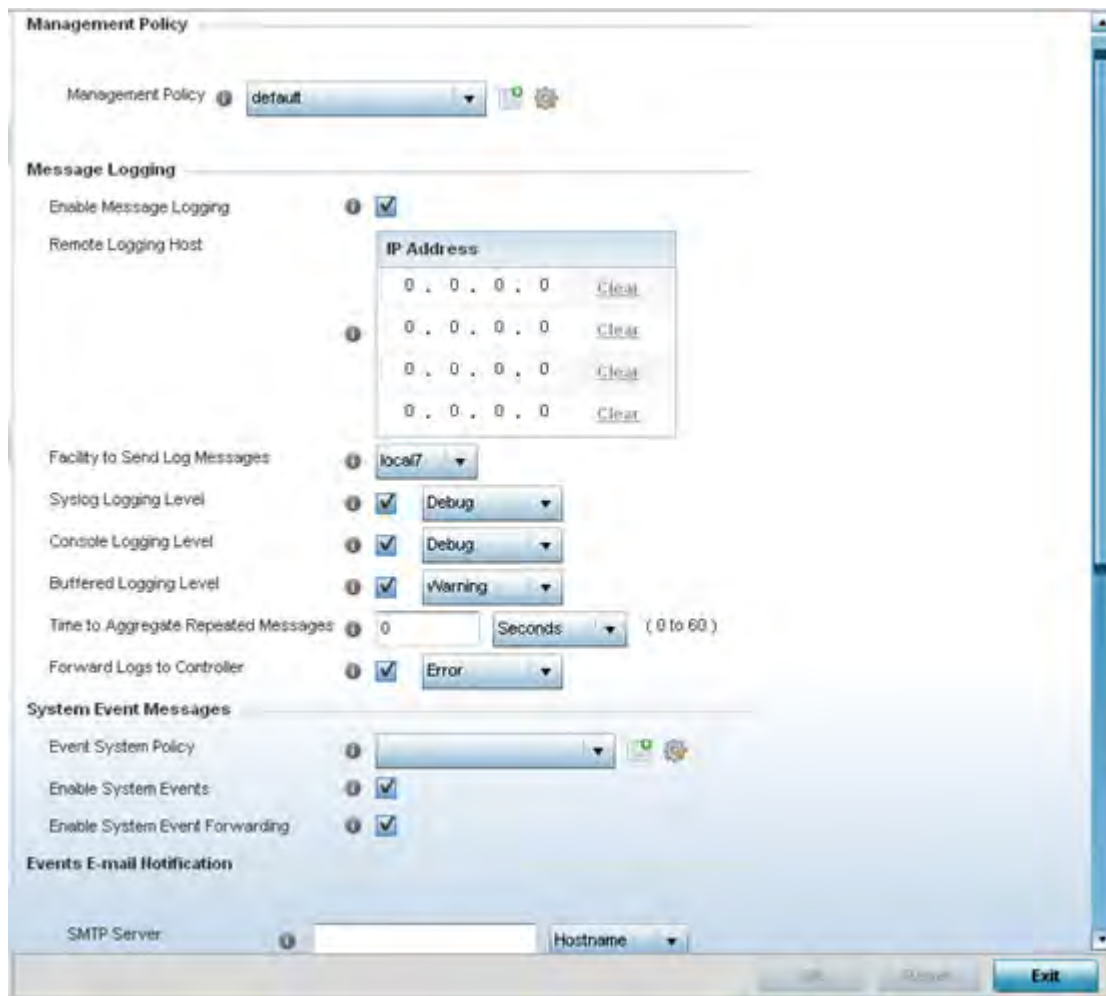 Management Policy
Management Policy default
Message Logging
Enable Message Logging
Remote Logging Host
IP Address
0 . 0 . 0 . 0 Clear
0 . 0 . 0 . 0 Clear
0 . 0 . 0 . 0 Clear
0 . 0 . 0 . 0 Clear
Facility to Send Log Messages local7
Syslog Logging Level Debug
Console Logging Level Debug
Buffered Logging Level Warning
Time to Aggregate Repeated Messages 0 Seconds ( 0 to 60 )
Forward Logs to Controller Error
System Event Messages
Event System Policy
Enable System Events
Enable System Event Forwarding
Events E-mail Notification
SMTP Server Hostname
Exit